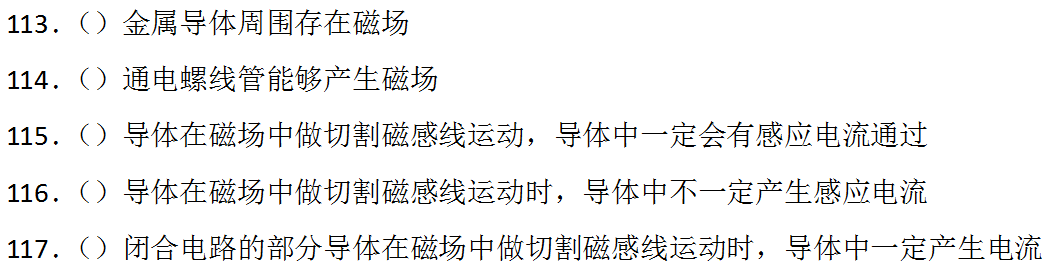 113.（）金属导体周围存在磁场
114.（）通电螺线管能够产生磁场
115.（）导体在磁场中做切割磁感线运动，导体中一定会有感应电流通过
116.（）导体在磁场中做切割磁感线运动时，导体中不一定产生感应电流
117.（）闭合电路的部分导体在磁场中做切割磁感线运动时，导体中一定产生电流